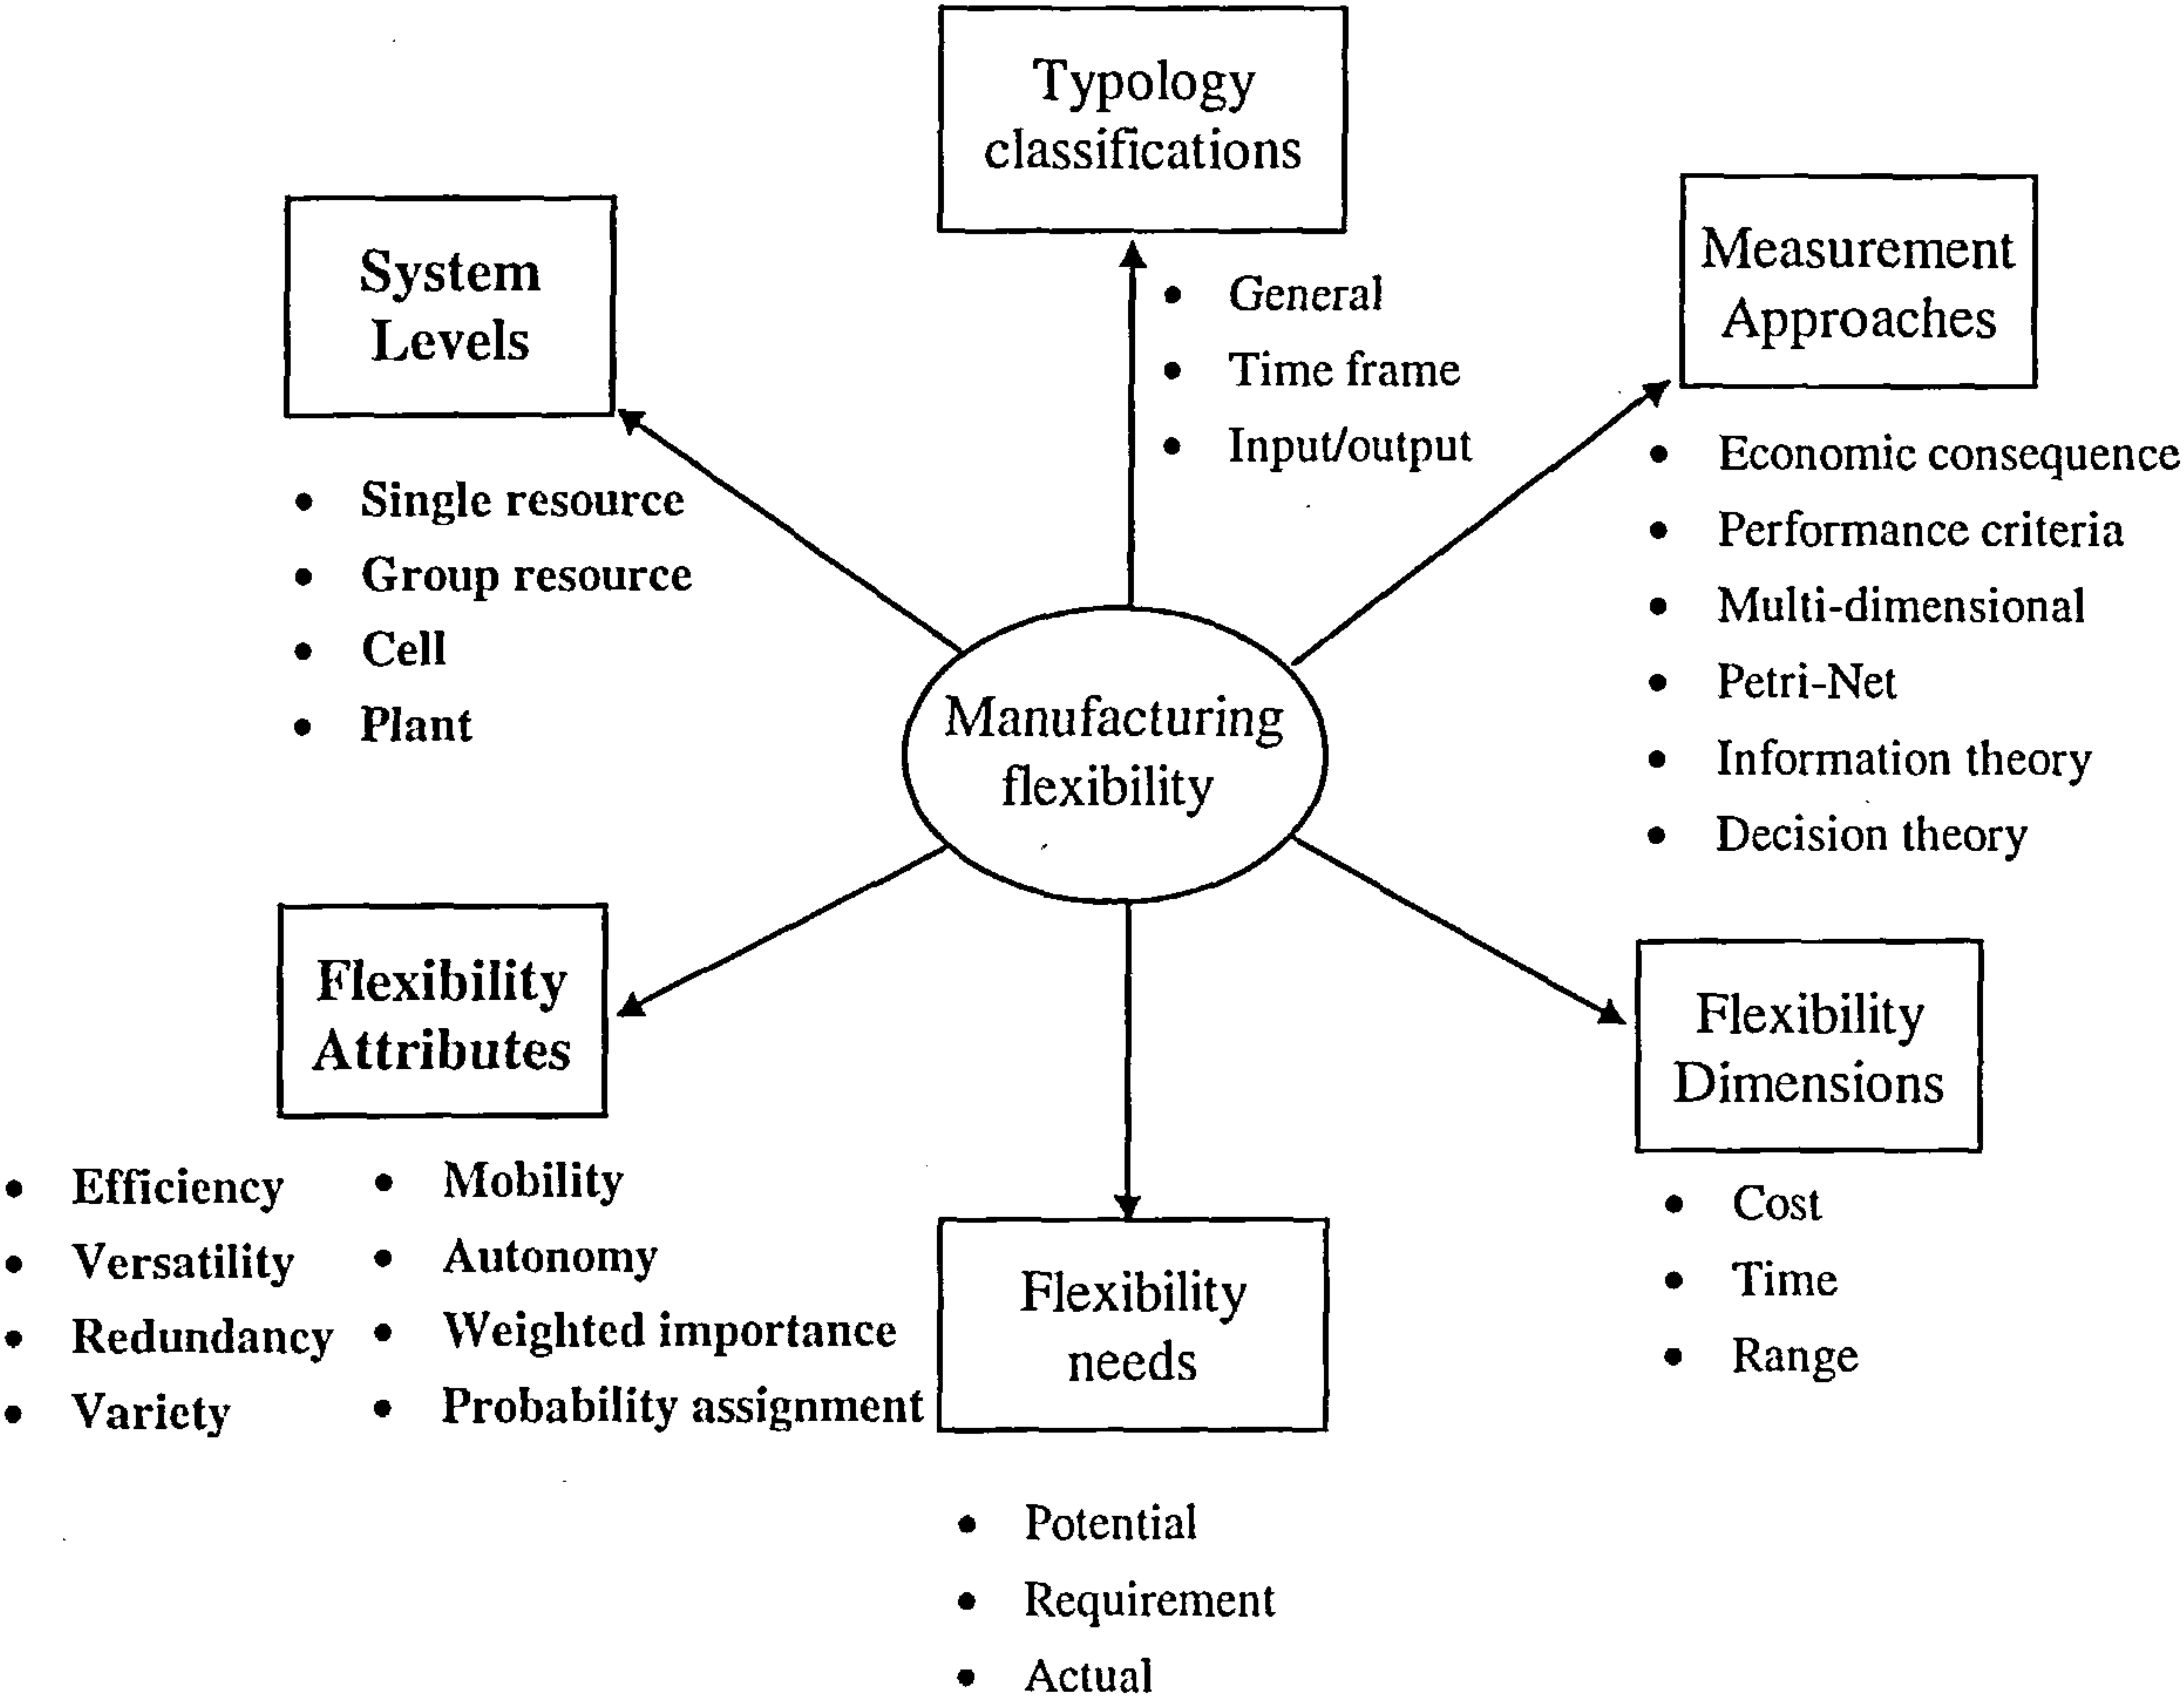 Typology
classifications
• General
• Time frame
• Input/output
System
Levels
• Single resource
• Group resource
• Cell
• Plant
Measurement
Approaches
• Economic consequence
• Performance criteria
• Multi-dimensional
• Petri-Net
• Information theory
• Decision theory
Manufacturing
flexibility
Flexibility
Attributes
• Efficiency
• Versatility
• Redundancy
• Variety
• Mobility
• Autonomy
• Weighted importance
• Probability assignment
Flexibility
needs
• Potential
• Requirement
• Actual
Flexibility
Dimensions
• Cost
• Time
• Range